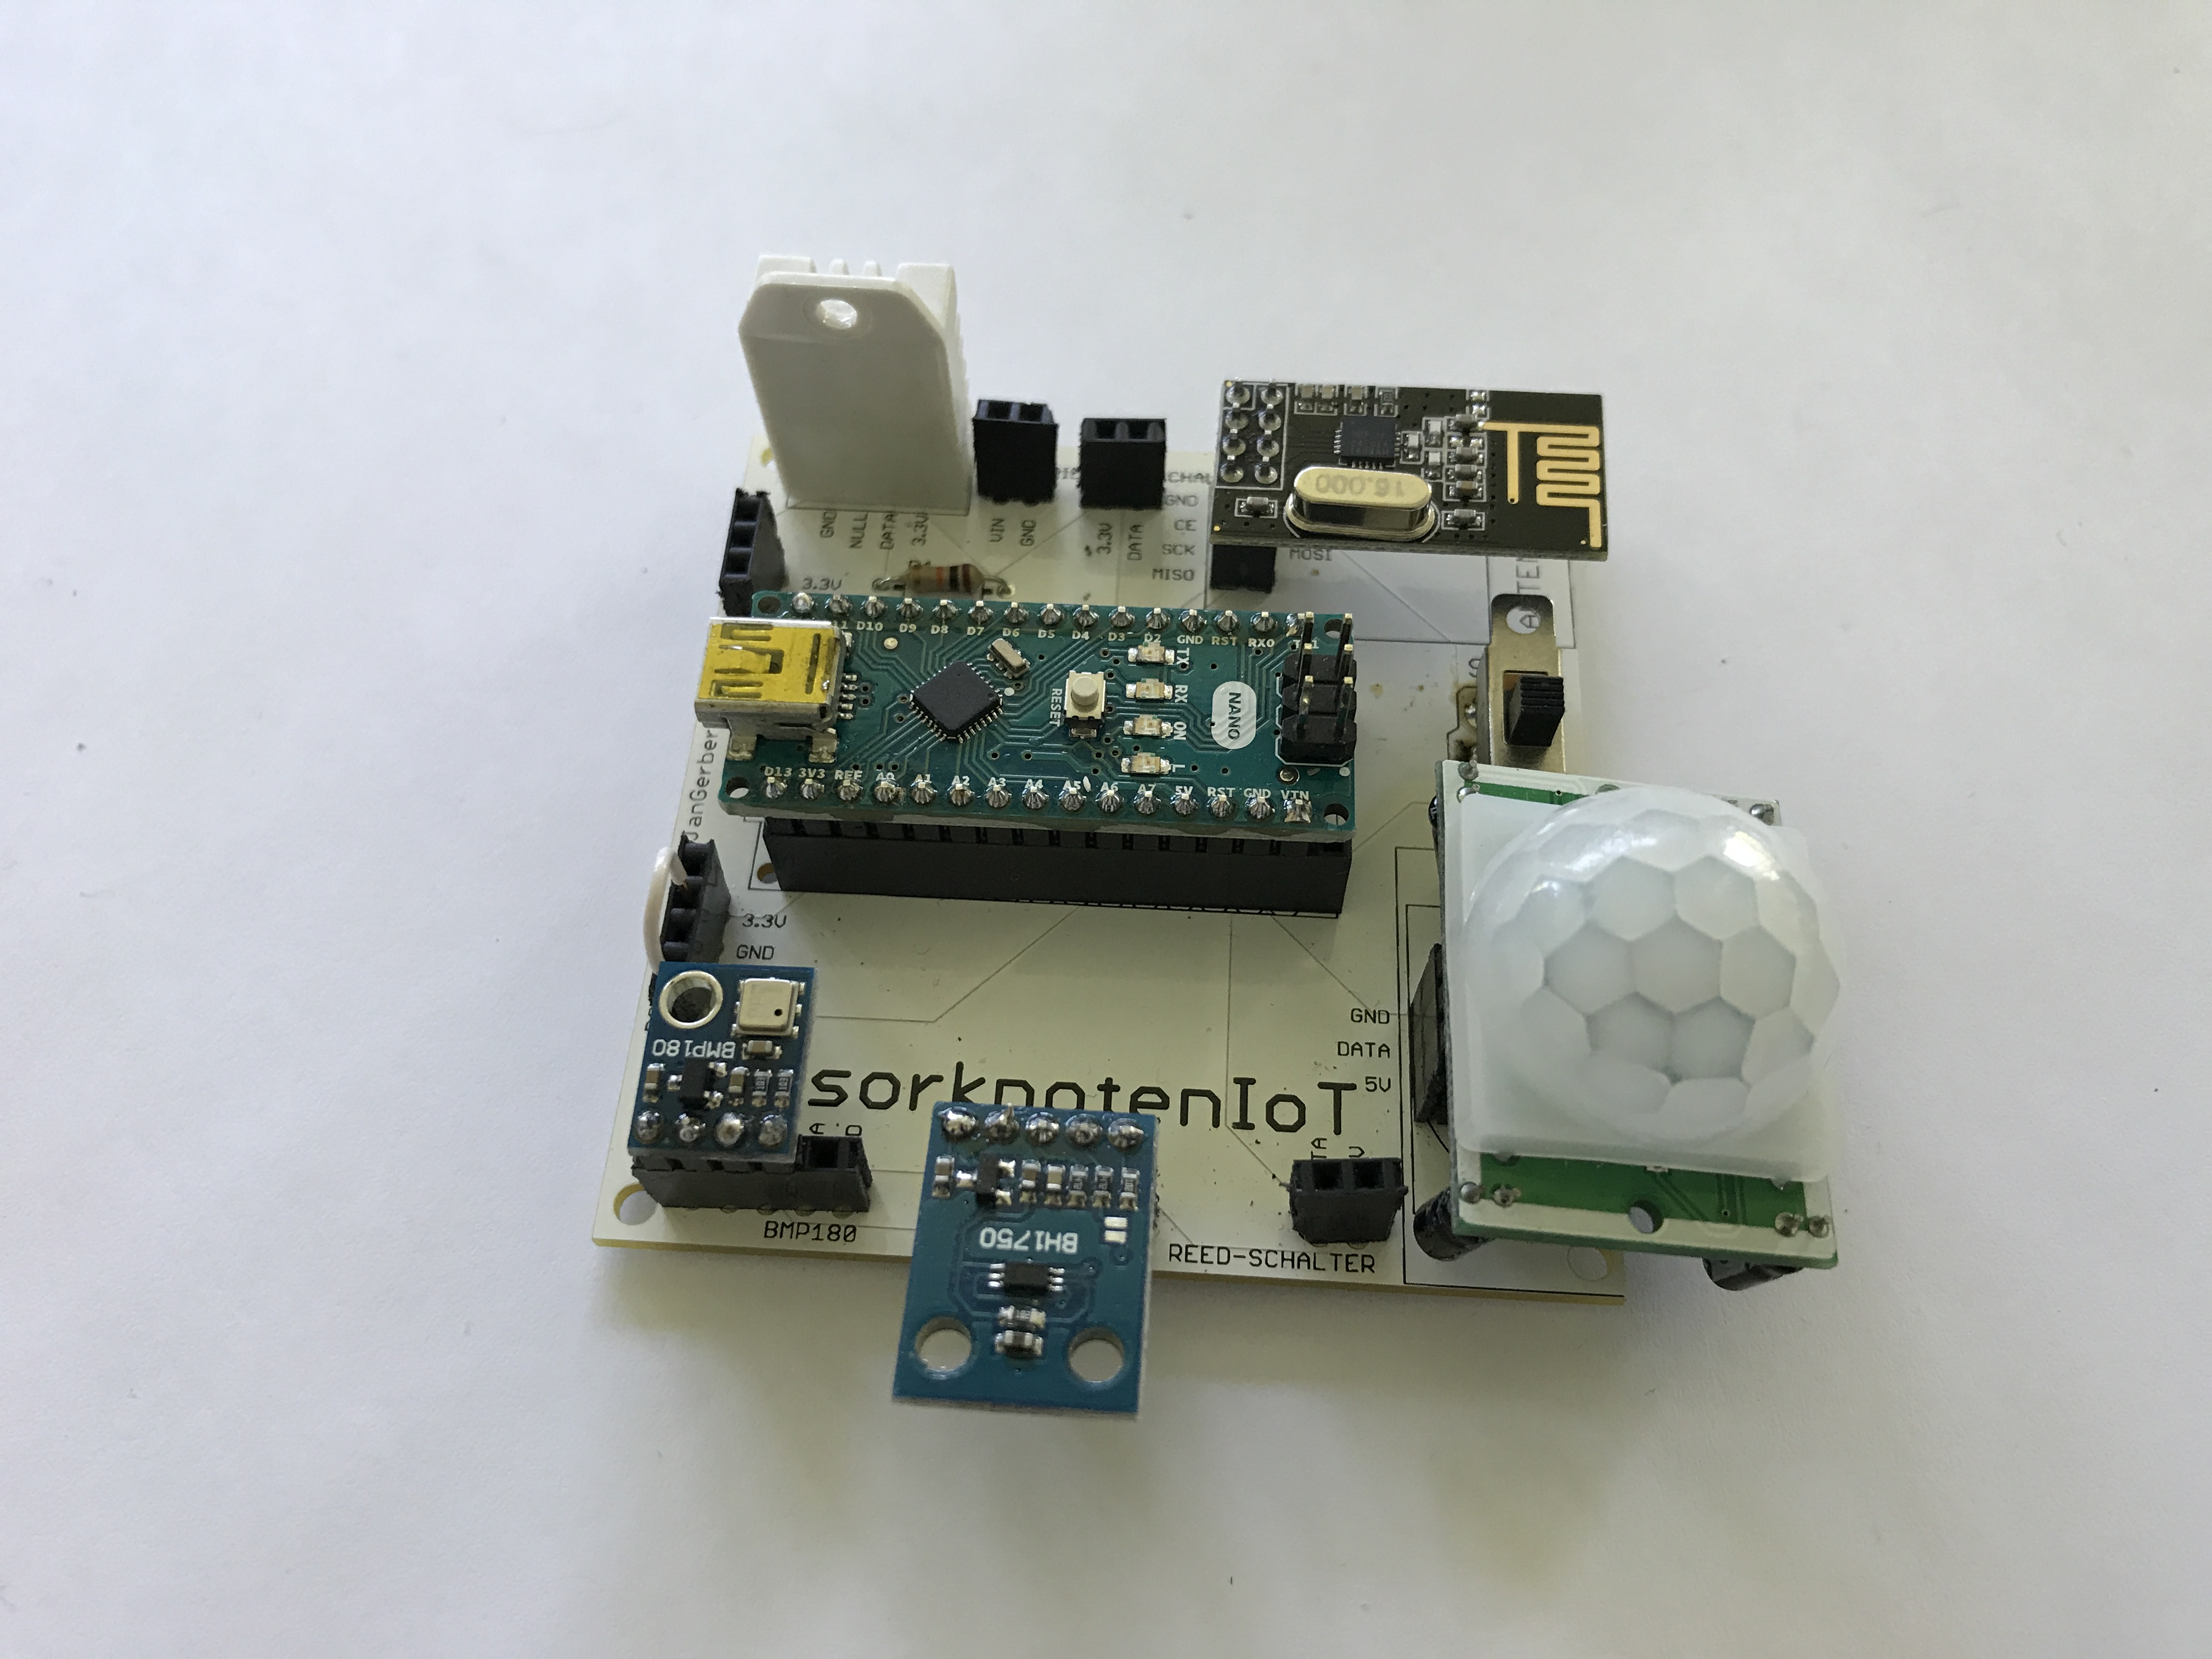 SCHAL
GND
CE
SCK
MISO
MOSI
16.000
GND
NULL
DATA
3.3V
VIN
GND
3.3V
DATA
TEN
3.3V
D10 D9 D8 D7 D6 D5 D4 D3 D2 GND RST RX0
TX
RX
ON
L
RESET
NANO
D13 3V3 REF A0 A1 A2 A3 A4 A5 A6 A7 5V RST GND VIN
JanGerber
3.3V
GND
BMP180
GND
DATA
5V
sorknotenIoT
BMP180
BH1750
REED-SCHALTER